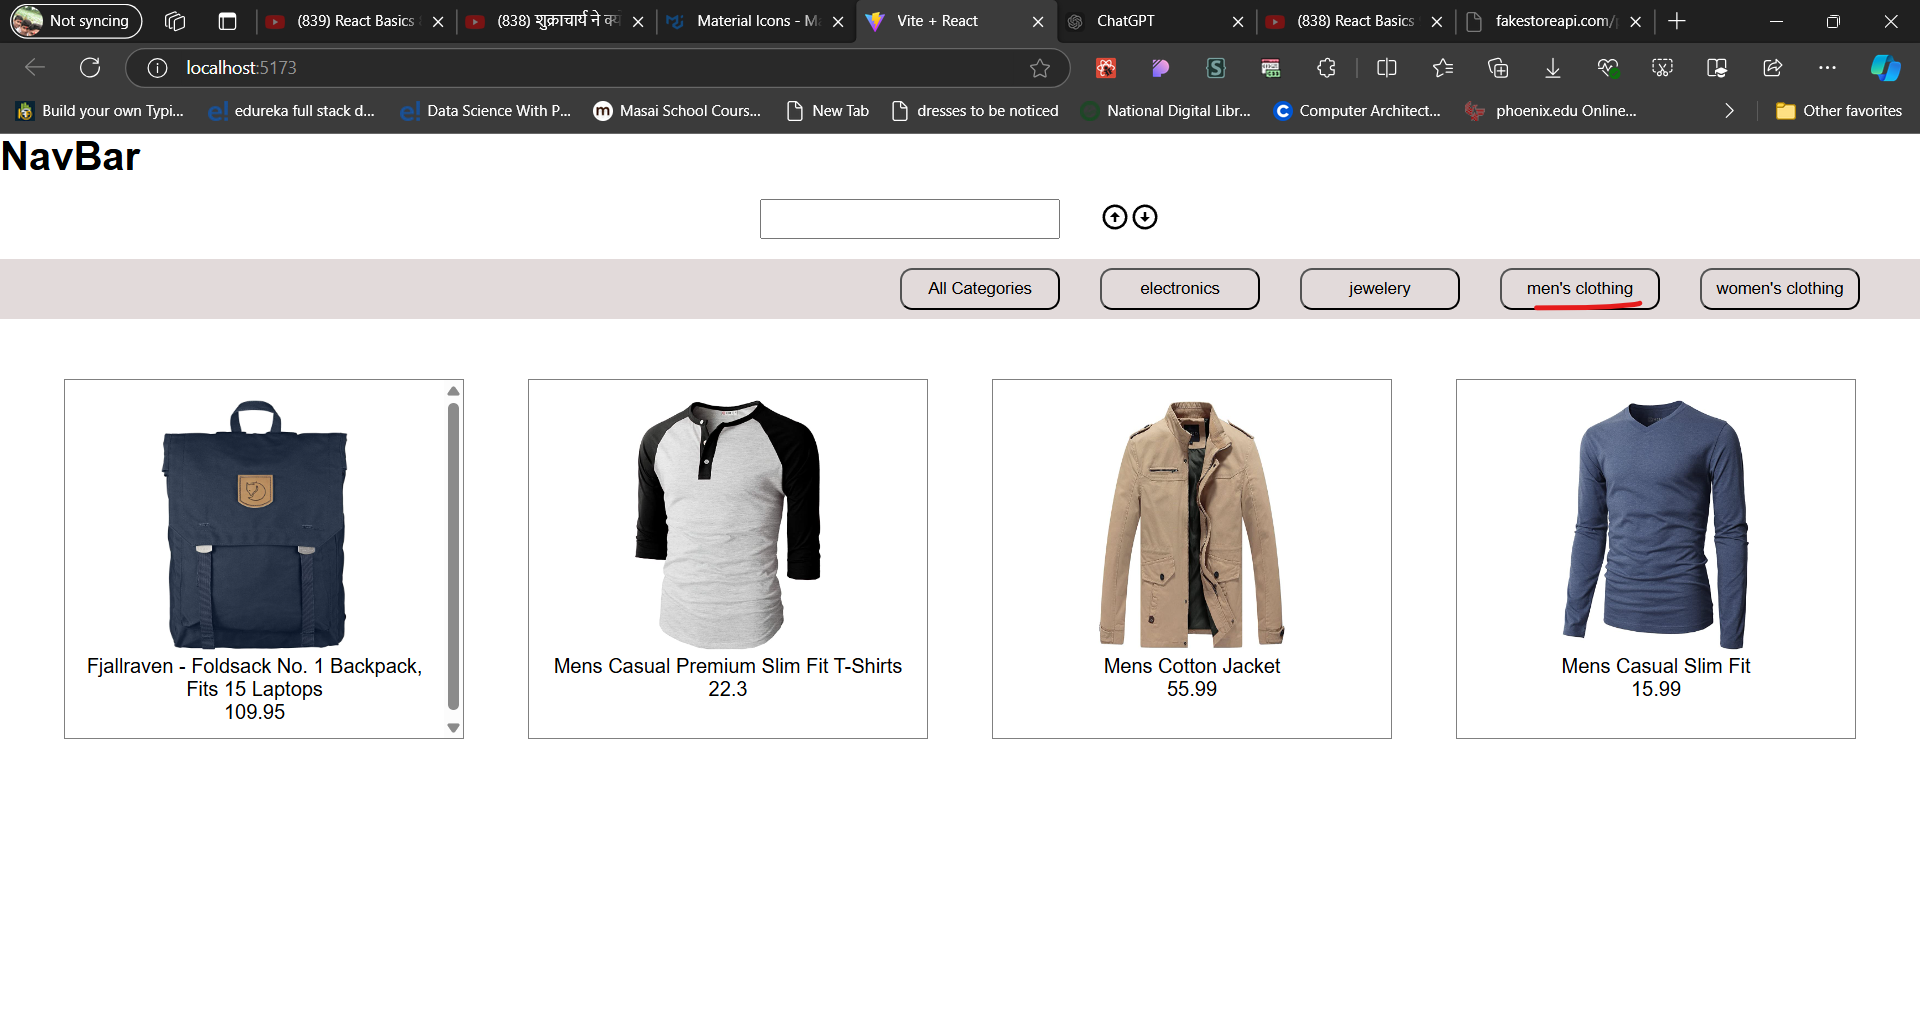 Not syncing
(839) React Basics
(838) शुक्राचार्य ने
Material Icons - M
Vite + React
ChatGPT
(838) React Basics
fakestoreapi.com/
localhost:5173
Build your own Typi...
edureka full stack d...
Data Science With P...
Masai School Cours...
New Tab
dresses to be noticed
National Digital Libr...
Computer Architect...
phoenix.edu Online...
Other favorites
NavBar
All Categories
electronics
jewelery
men's clothing
women's clothing
Fjallraven - Foldsack No. 1 Backpack,
Fits 15 Laptops
109.95
Mens Casual Premium Slim Fit T-Shirts
22.3
Mens Cotton Jacket
55.99
Mens Casual Slim Fit
15.99